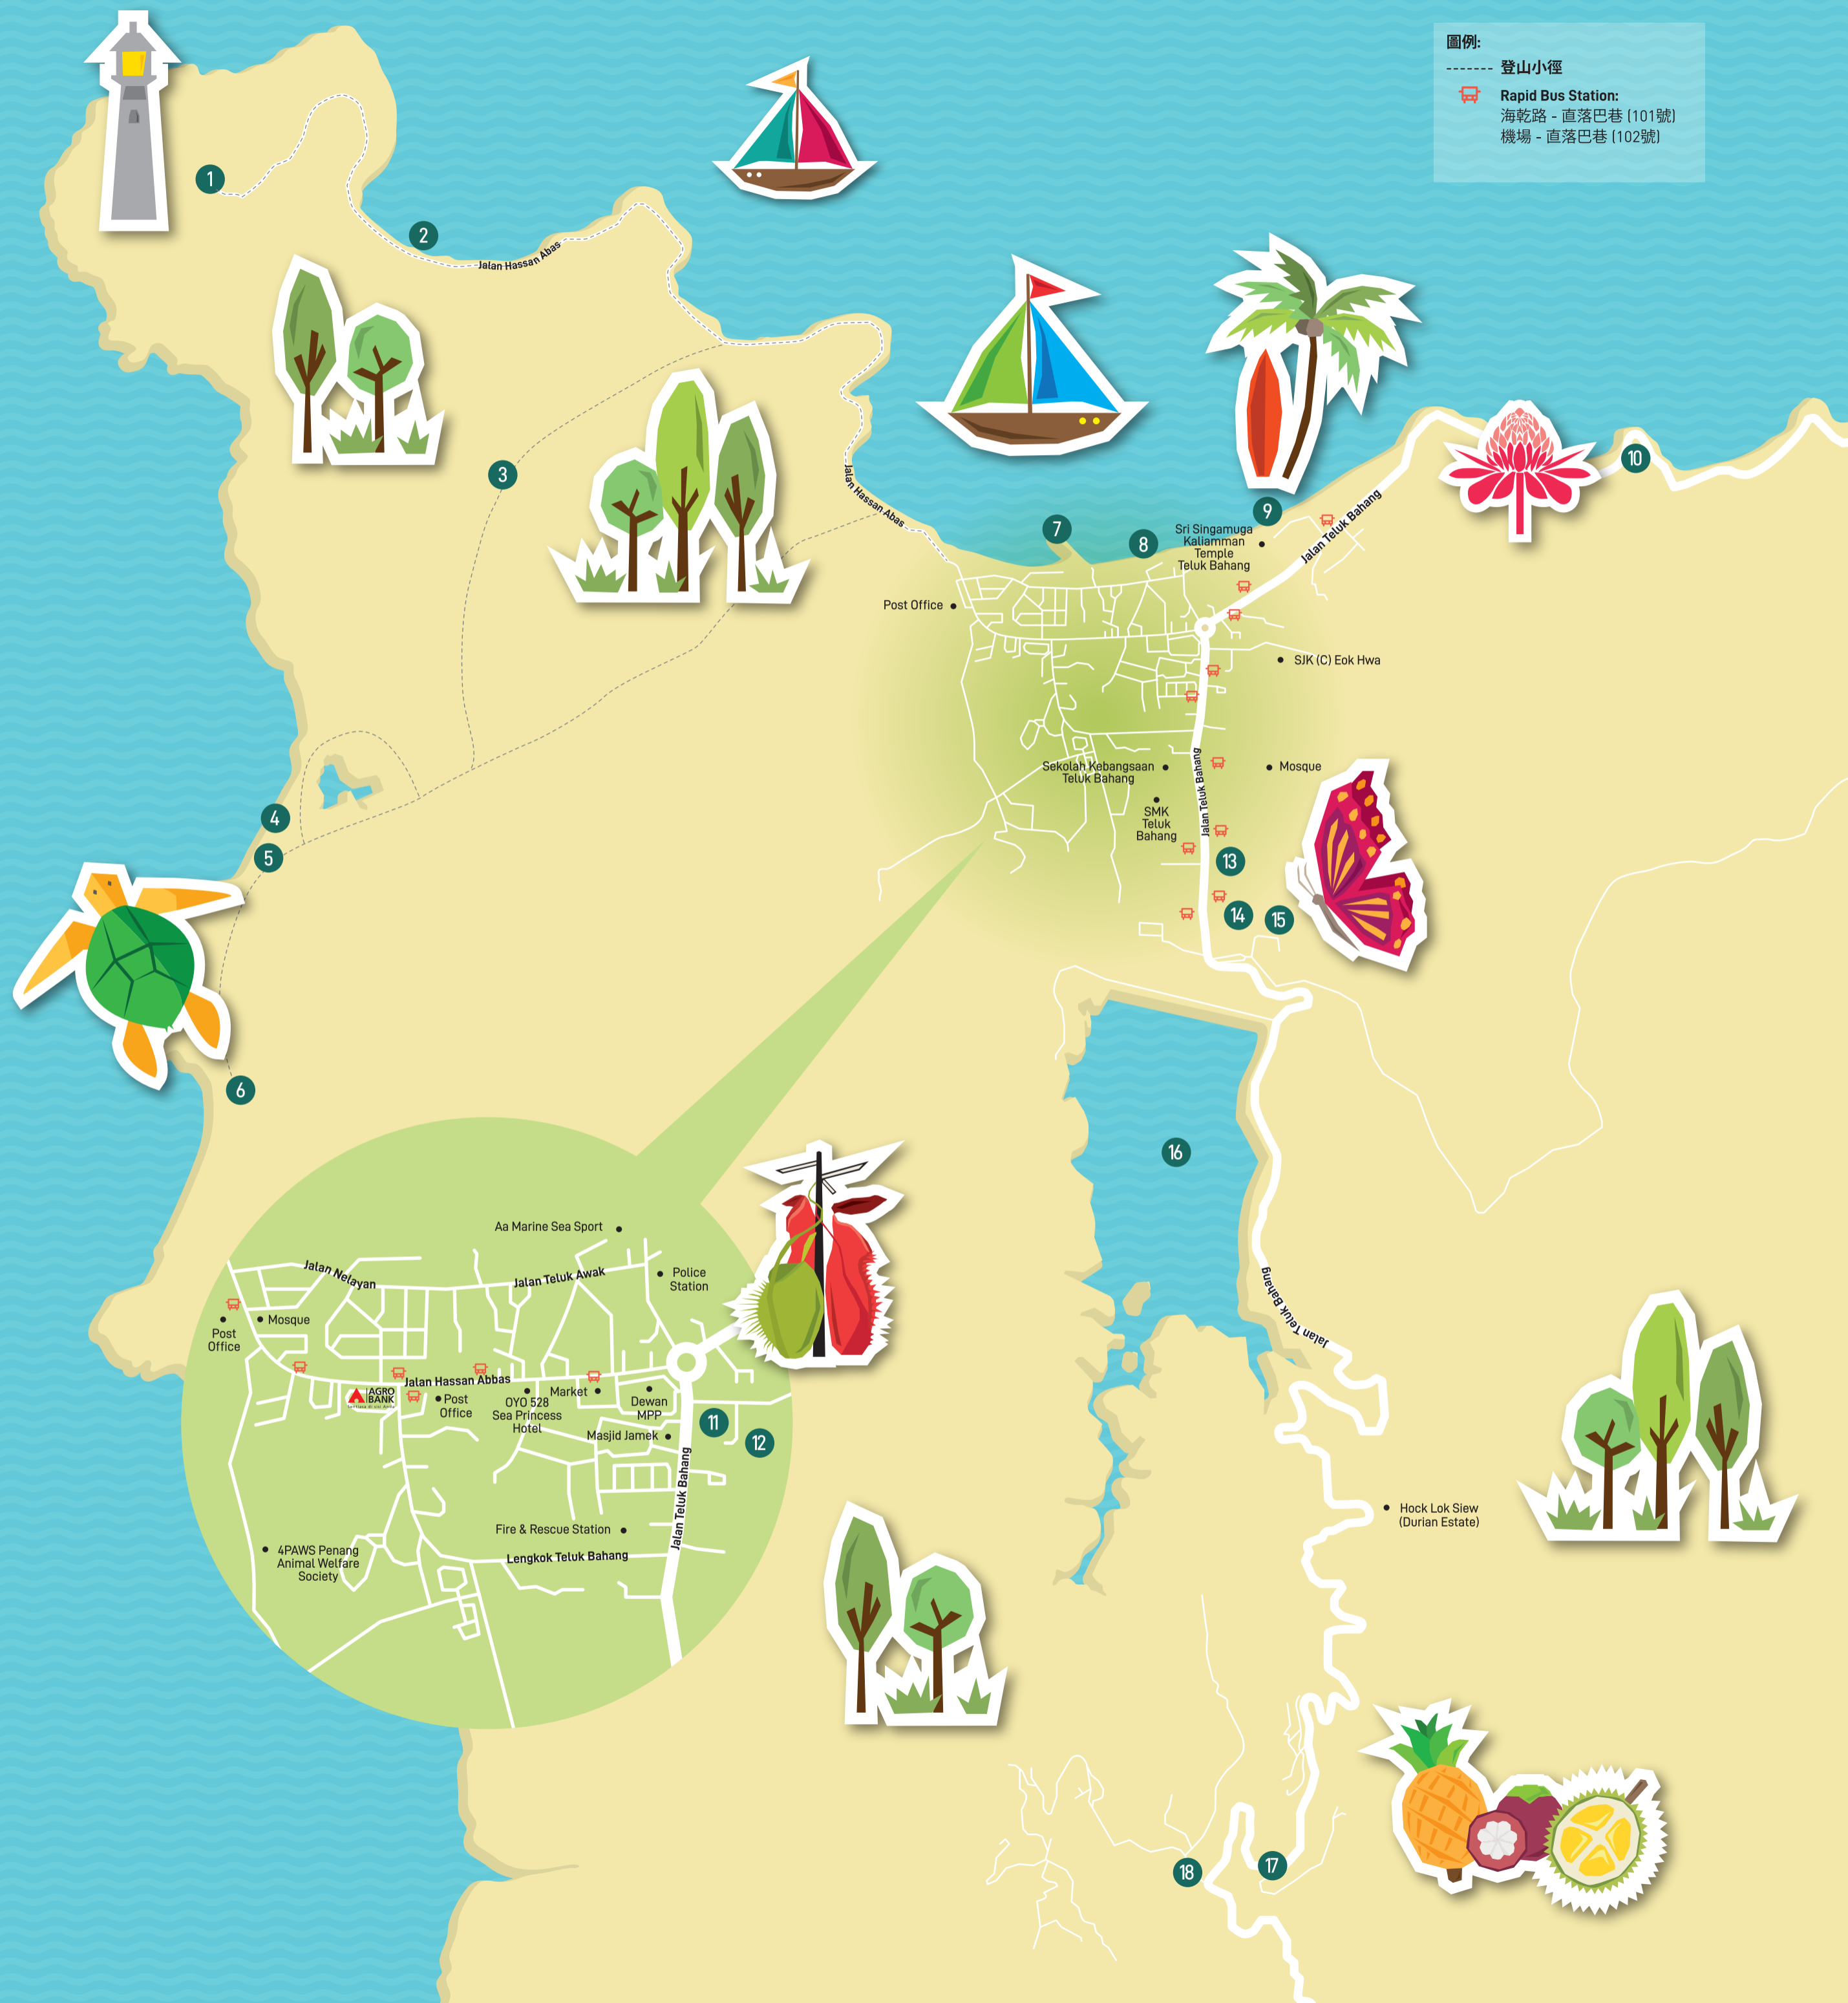 圖例:
登山小徑
Rapid Bus Station:
海乾路 - 直落巴巷 (101號)
機場 - 直落巴巷 (102號)
1
2
Jalan Hassan Abas
3
Jalan Hassan Abas
4
5
6
7
8
9
10
Sri Singamuga
Kaliamman
Temple
Teluk Bahang
Jalan Teluk Bahang
Post Office
SJK (C) Eok Hwa
Sekolah Kebangsaan
Teluk Bahang
Mosque
SMK
Teluk
Bahang
Jalan Teluk Bahang
13
14
15
16
Jalan Teluk Bahang
Aa Marine Sea Sport
Jalan Nelayan
Jalan Teluk Awak
Police
Station
Mosque
Post
Office
Jalan Hassan Abbas
AGRO
BANK
Post
Office
OYO 528
Sea Princess
Hotel
Market
Dewan
MPP
Masjid Jamek
11
12
Jalan Teluk Bahang
Fire & Rescue Station
Lengkok Teluk Bahang
4PAWS Penang
Animal Welfare
Society
Hock Lok Siew
(Durian Estate)
17
18